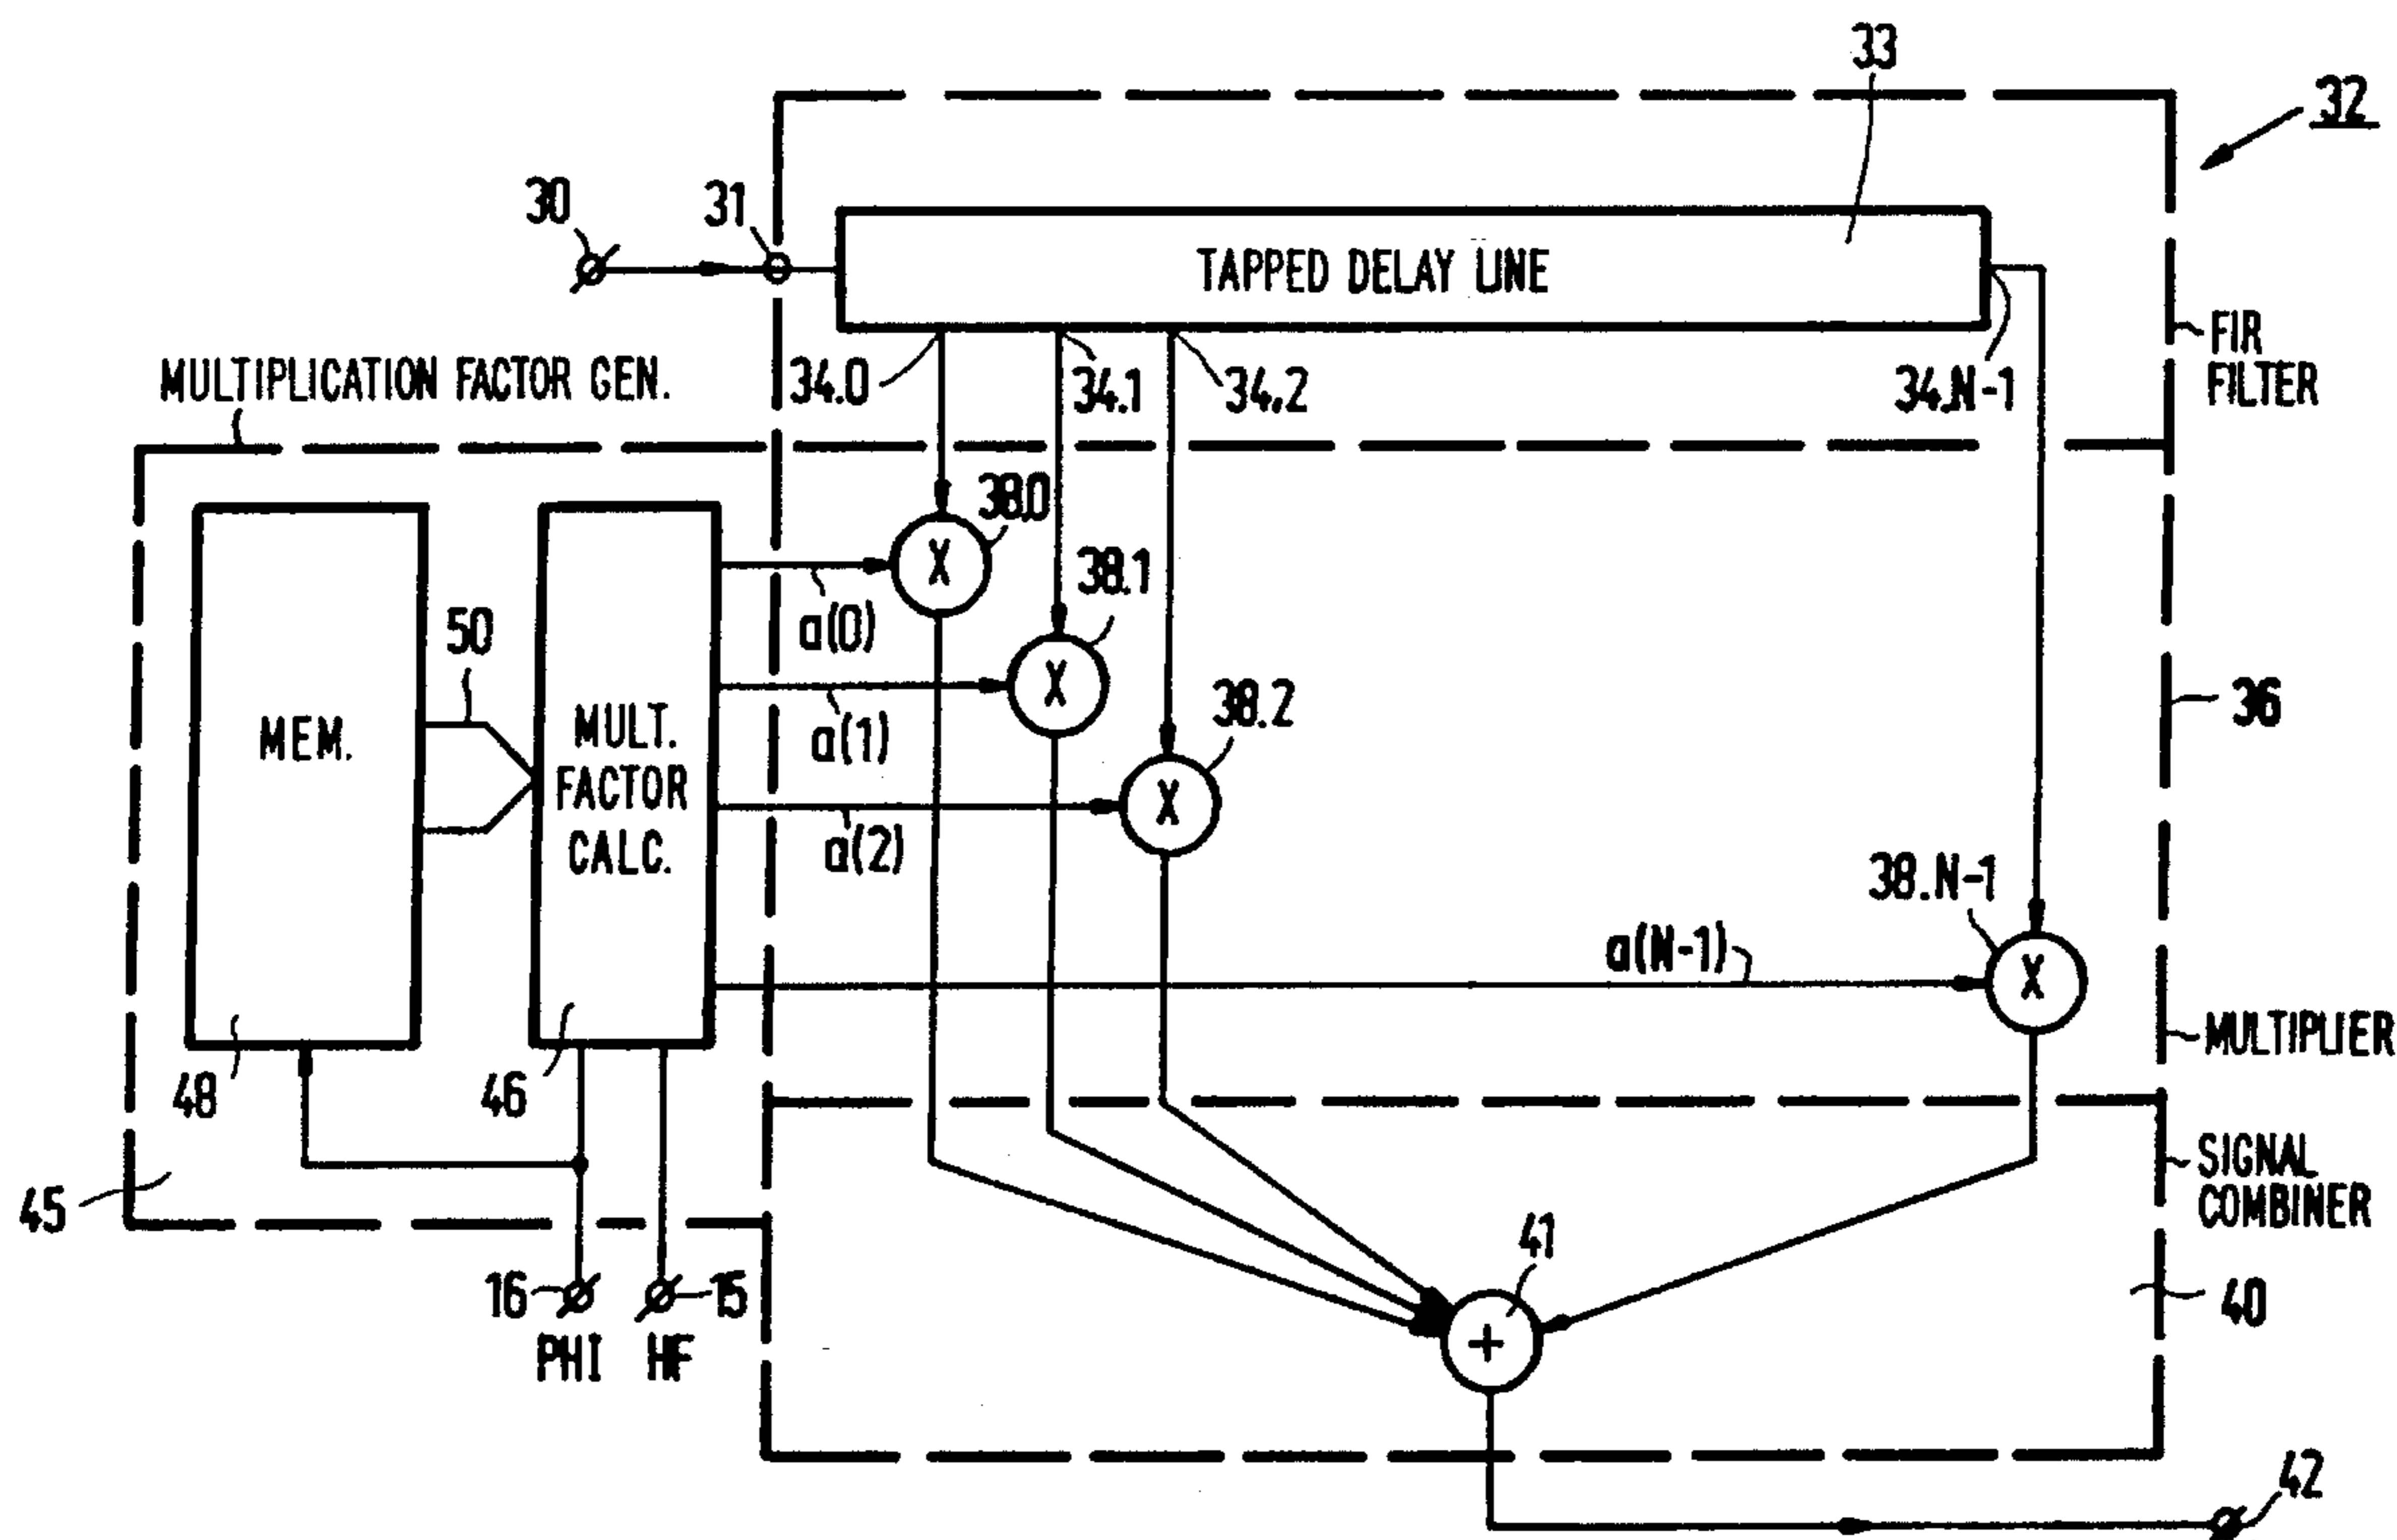 33
32
30
31
TAPPED DELAY LINE
FIR
FILTER
MULTIPLICATION FACTOR GEN.
34.0
34.1
34.2
34.N-1
38.0
X
38.1
X
38.2
X
50
a(0)
a(1)
a(2)
MEM.
MULT.
FACTOR
CALC.
36
38.N-1
X
a(N-1)
MULTIPLIER
48
46
SIGNAL
COMBINER
45
41
+
40
16
15
PHI
HF
42